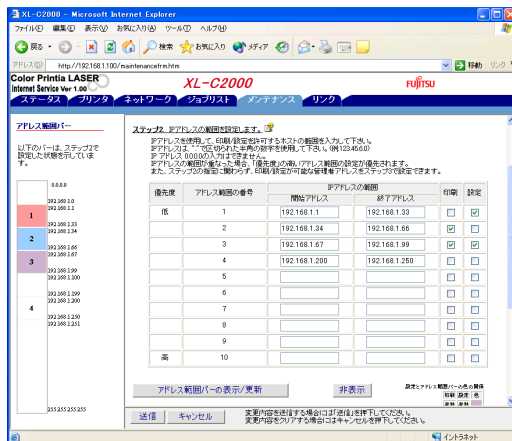 XL-C2000 - Microsoft Internet Explorer
ファイル(F) 編集(E) 表示(V) お気に入り(A) ツール(T) ヘルプ(H)
戻る 検索 お気に入り メディア
アドレス(D) http://192.168.1.100/maintenancefrm.htm 移動 リンク
Color Printia LASER
Internet Service Ver 1.00
XL-C2000
FUJITSU
ステータス プリンタ ネットワーク ジョブリスト メンテナンス リンク
アドレス範囲バー
以下のバーは、ステップ2で
設定した状態を示していま
す。
0.0.0.0
192.168.1.0
192.168.1.1
1
192.168.1.33
192.168.1.34
2
192.168.1.66
192.168.1.67
3
192.168.1.99
192.168.1.100
192.168.1.199
192.168.1.200
4
192.168.1.250
192.168.1.251
255.255.255.255
ステップ2 IPアドレスの範囲を設定します。
IPアドレスを使用して、印刷/設定を許可するホストの範囲を入力して下さい。
IPアドレスは、"."で区切られた半角の数字を使用して下さい。(例:123.45.6.0)
IP アドレス 0.0.0.0の入力はできません。
IPアドレスの範囲が重なった場合、「優先度」の高いアドレス範囲の設定が優先されます。
また、ステップ2の指定に関わらず、印刷/設定が可能な管理者アドレスをステップ3で設定できます。
優先度 アドレス範囲の番号 IPアドレスの範囲 印刷 設定
開始アドレス 終了アドレス
低 1 192.168.1.1 192.168.1.33
2 192.168.1.34 192.168.1.66
3 192.168.1.67 192.168.1.99
4 192.168.1.200 192.168.1.250
5
6
7
8
9
高 10
アドレス範囲バーの表示/更新 非表示
設定とアドレス範囲バーの色の関係
印刷 設定 色
送信 キャンセル
変更内容を送信する場合には「送信」を押下してください。
変更内容をクリアする場合にはキャンセルを押下してください。
イントラネット